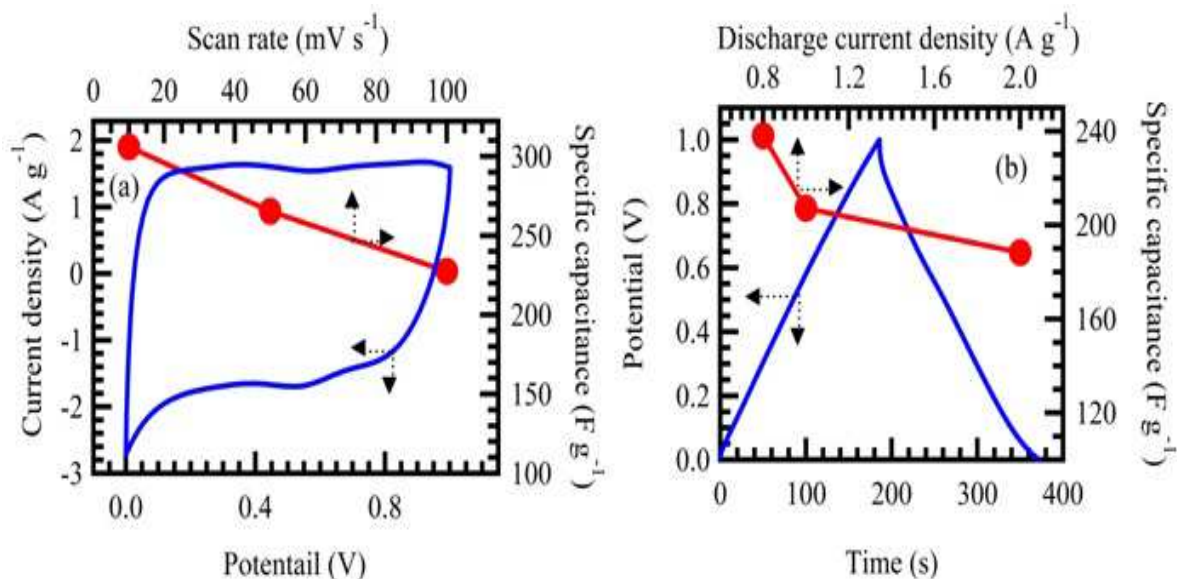 Scan rate (mV s⁻¹)
0 20 40 60 80 100
2
1
0
-1
-2
-3
Current density (A g⁻¹)
(a)
300
250
200
150
100
Specific capacitance (F g⁻¹)
0.0 0.4 0.8
Potentail (V)
Discharge current density (A g⁻¹)
0.8 1.2 1.6 2.0
1.0
0.8
0.6
0.4
0.2
0.0
Potential (V)
(b)
240
200
160
120
Specific capacitance (F g⁻¹)
0 100 200 300 400
Time (s)